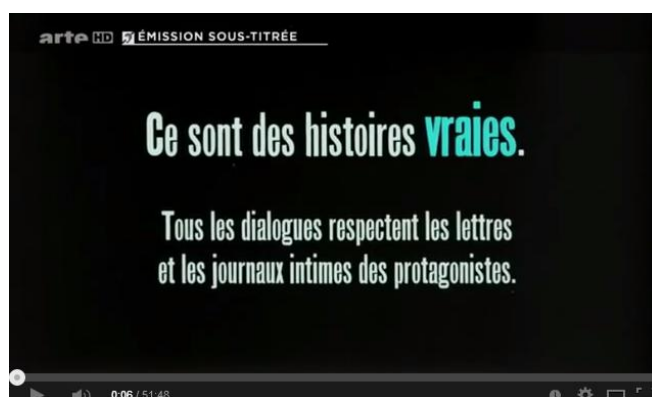 arte HD ÉMISSION SOUS-TITRÉE
Ce sont des histoires vraies.
Tous les dialogues respectent les lettres
et les journaux intimes des protagonistes.
0:06 / 51:48